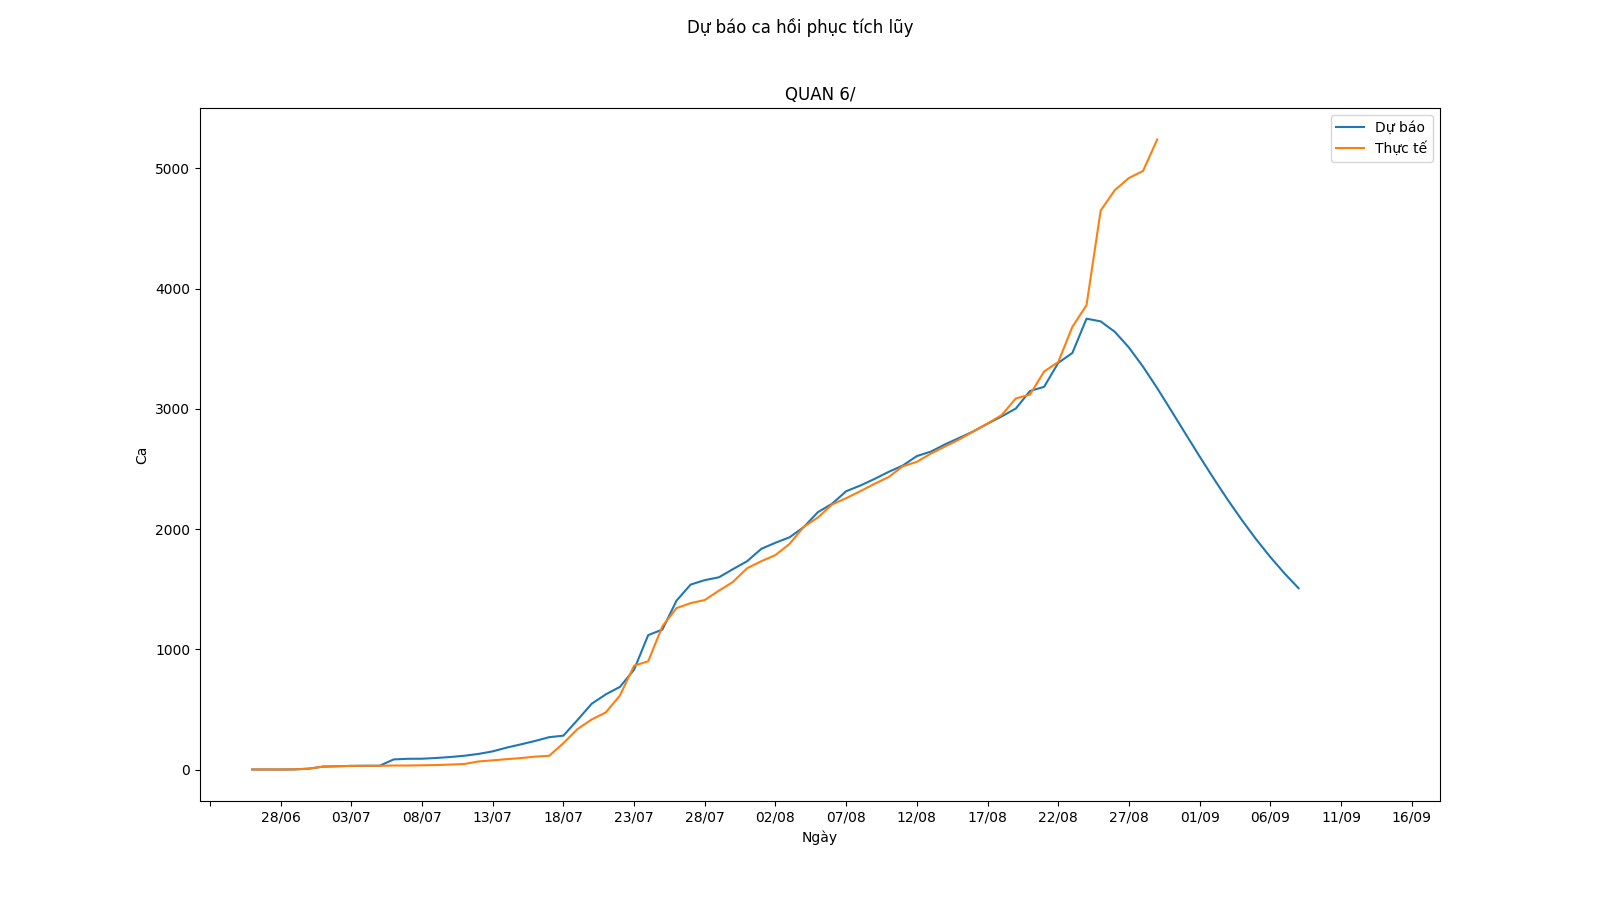 Dự báo ca hồi phục tích lũy
QUAN 6/
Dự báo
Thực tế
5000
4000
3000
2000
1000
0
Ca
28/06 03/07 08/07 13/07 18/07 23/07 28/07 02/08 07/08 12/08 17/08 22/08 27/08 01/09 06/09 11/09 16/09
Ngày